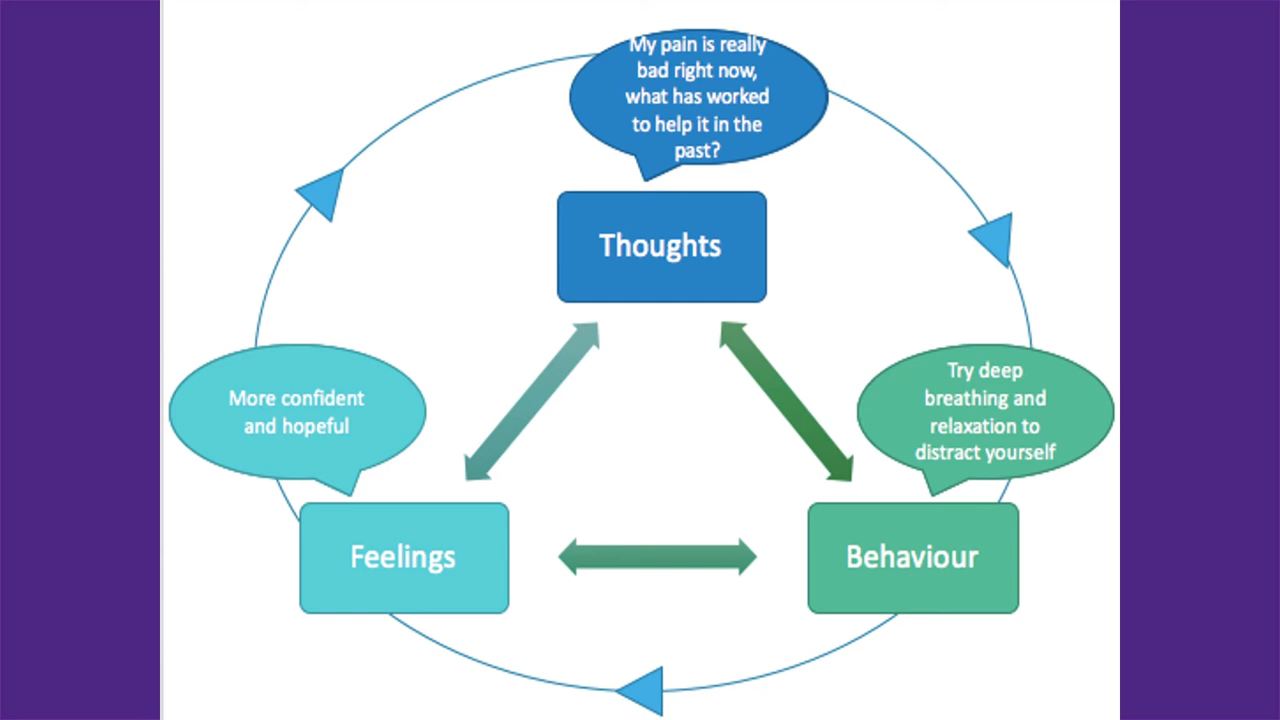 My pain is really
bad right now,
what has worked
to help it in the
past?
Thoughts
More confident
and hopeful
Try deep
breathing and
relaxation to
distract yourself
Feelings
Behaviour